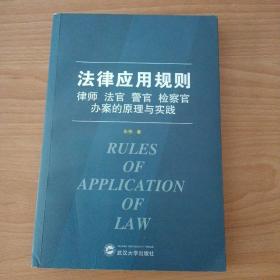 法律应用规则
律师 法官 警官 检察官
办案的原理与实践
著
RULES
OF
APPLICATION
OF
LAW
武汉大学出版社